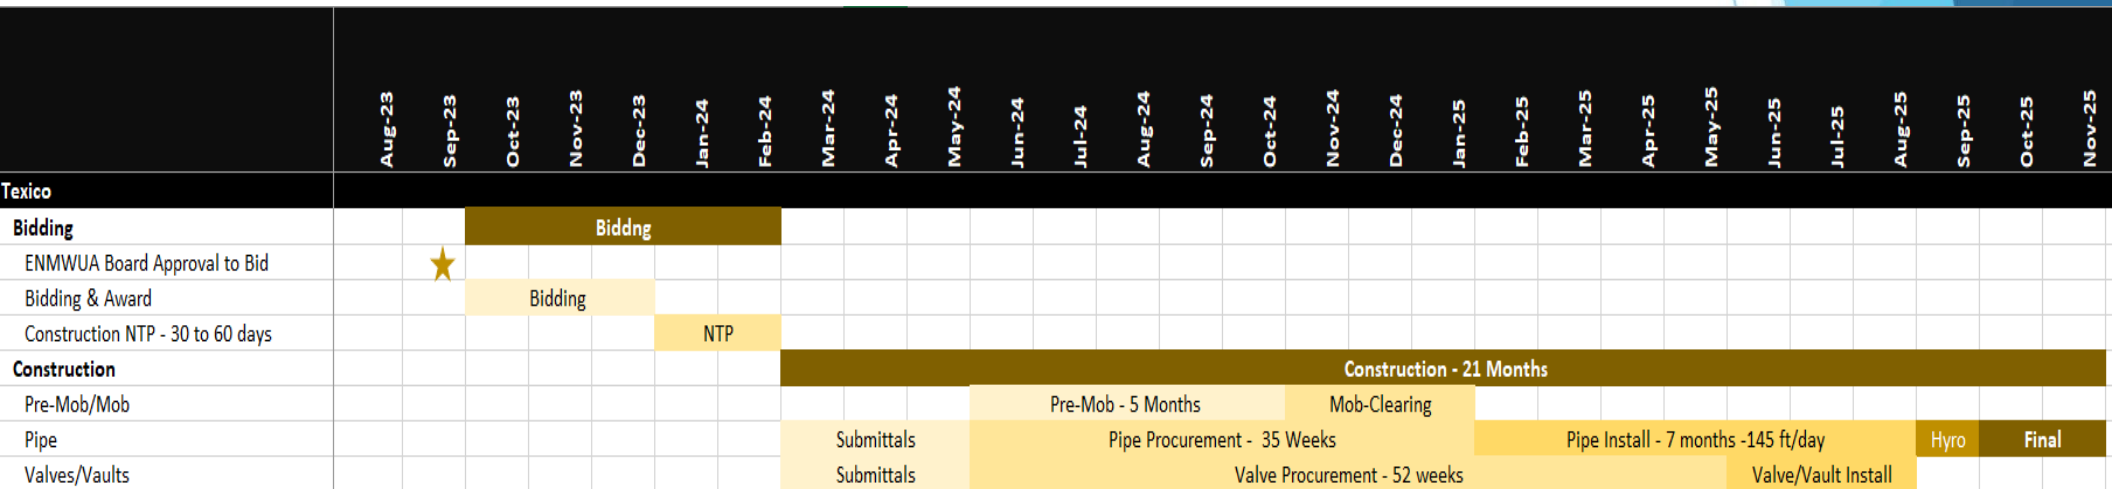 Aug-23 Sep-23 Oct-23 Nov-23 Dec-23 Jan-24 Feb-24 Mar-24 Apr-24 May-24 Jun-24 Jul-24 Aug-24 Sep-24 Oct-24 Nov-24 Dec-24 Jan-25 Feb-25 Mar-25 Apr-25 May-25 Jun-25 Jul-25 Aug-25 Sep-25 Oct-25 Nov-25
Texico
Bidding Biddng
ENMWUA Board Approval to Bid
Bidding & Award Bidding
Construction NTP - 30 to 60 days NTP
Construction Construction - 21 Months
Pre-Mob/Mob Pre-Mob - 5 Months Mob-Clearing
Pipe Submittals Pipe Procurement - 35 Weeks Pipe Install - 7 months -145 ft/day Hyro Final
Valves/Vaults Submittals Valve Procurement - 52 weeks Valve/Vault Install